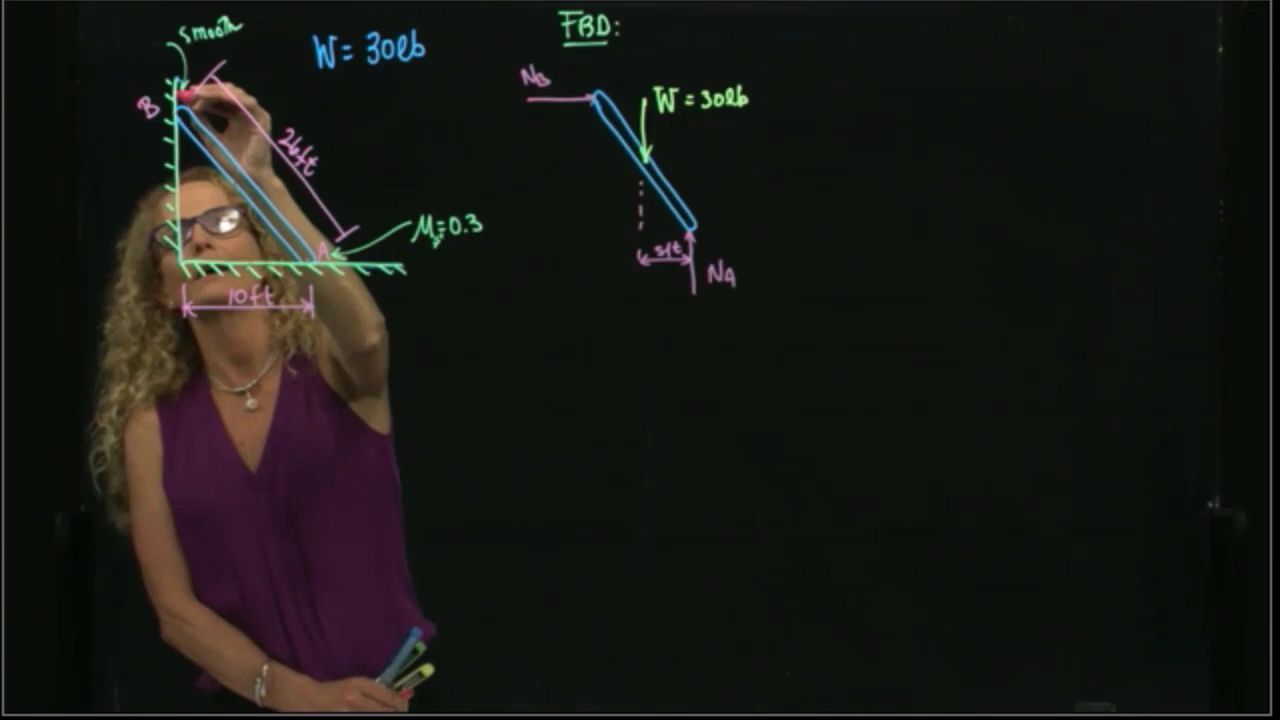 Smooth
W = 30lb
B
26ft
A
μs=0.3
10ft
FBD:
NB
W = 30lb
5ft
NA